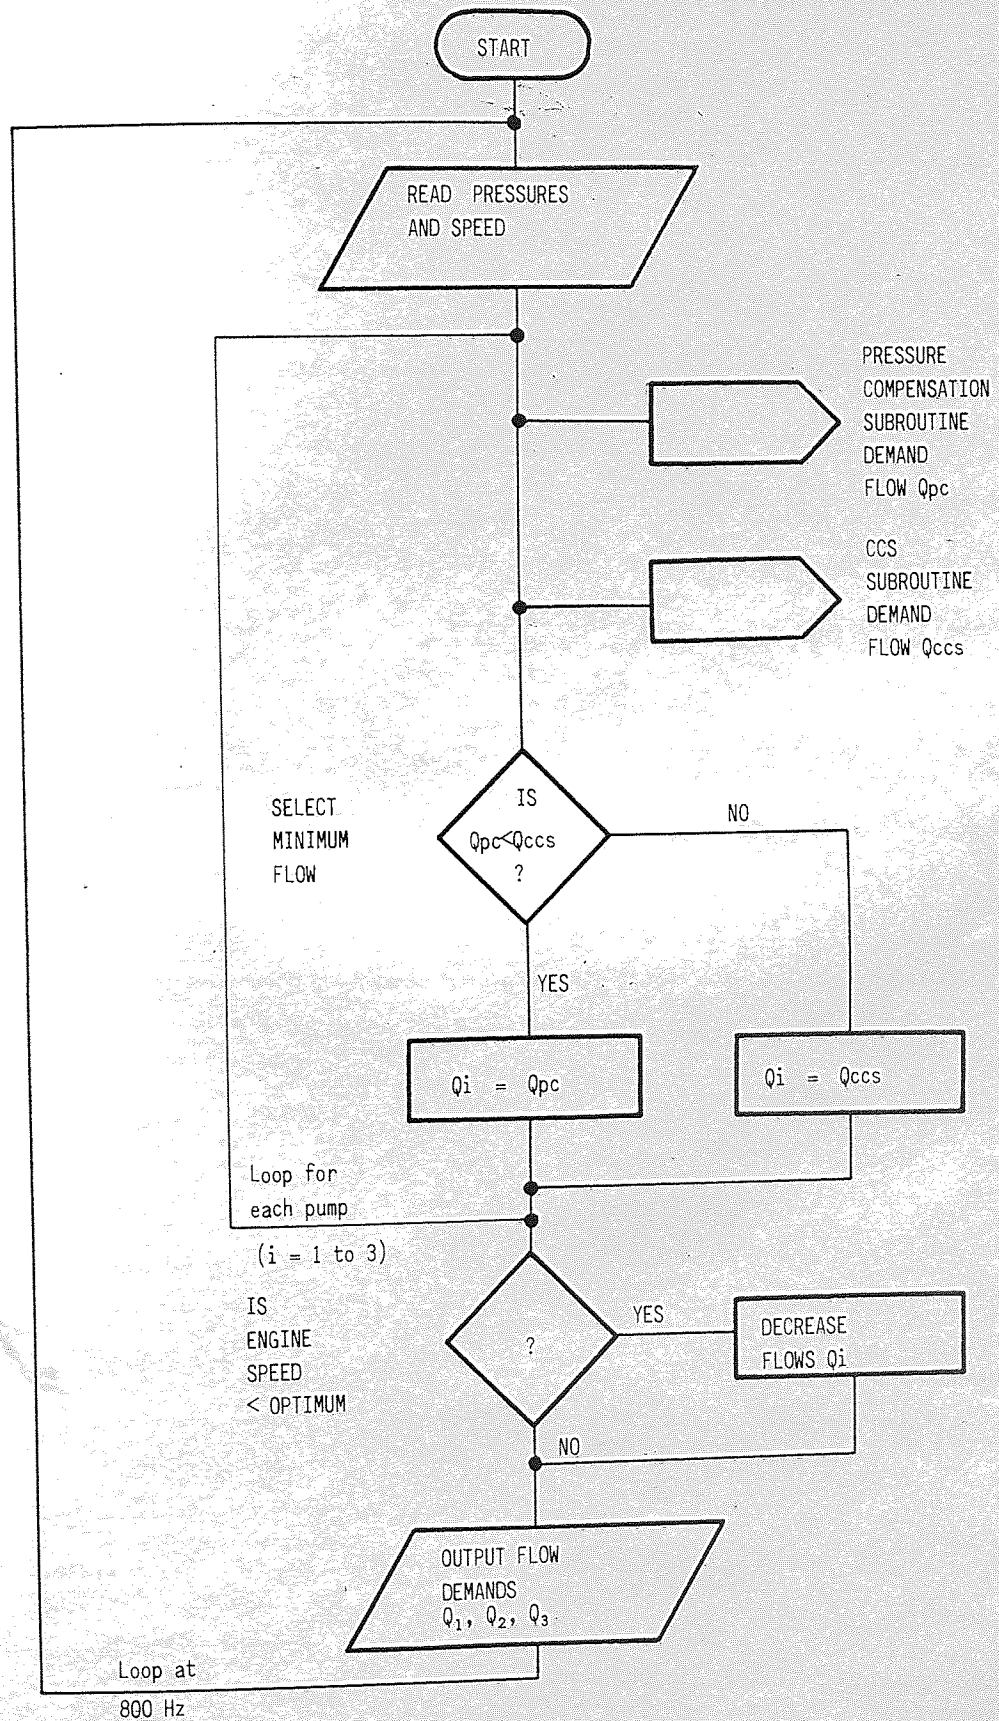 START
READ PRESSURES
AND SPEED
PRESSURE
COMPENSATION
SUBROUTINE
DEMAND
FLOW Qpc
CCS
SUBROUTINE
DEMAND
FLOW Qccs
SELECT
MINIMUM
FLOW
IS
Qpc<Qccs
?
NO
YES
Qi = Qpc
Qi = Qccs
Loop for
each pump
(i = 1 to 3)
IS
ENGINE
SPEED
< OPTIMUM
?
YES
DECREASE
FLOWS Qi
NO
OUTPUT FLOW
DEMANDS
Q₁, Q₂, Q₃
Loop at
800 Hz